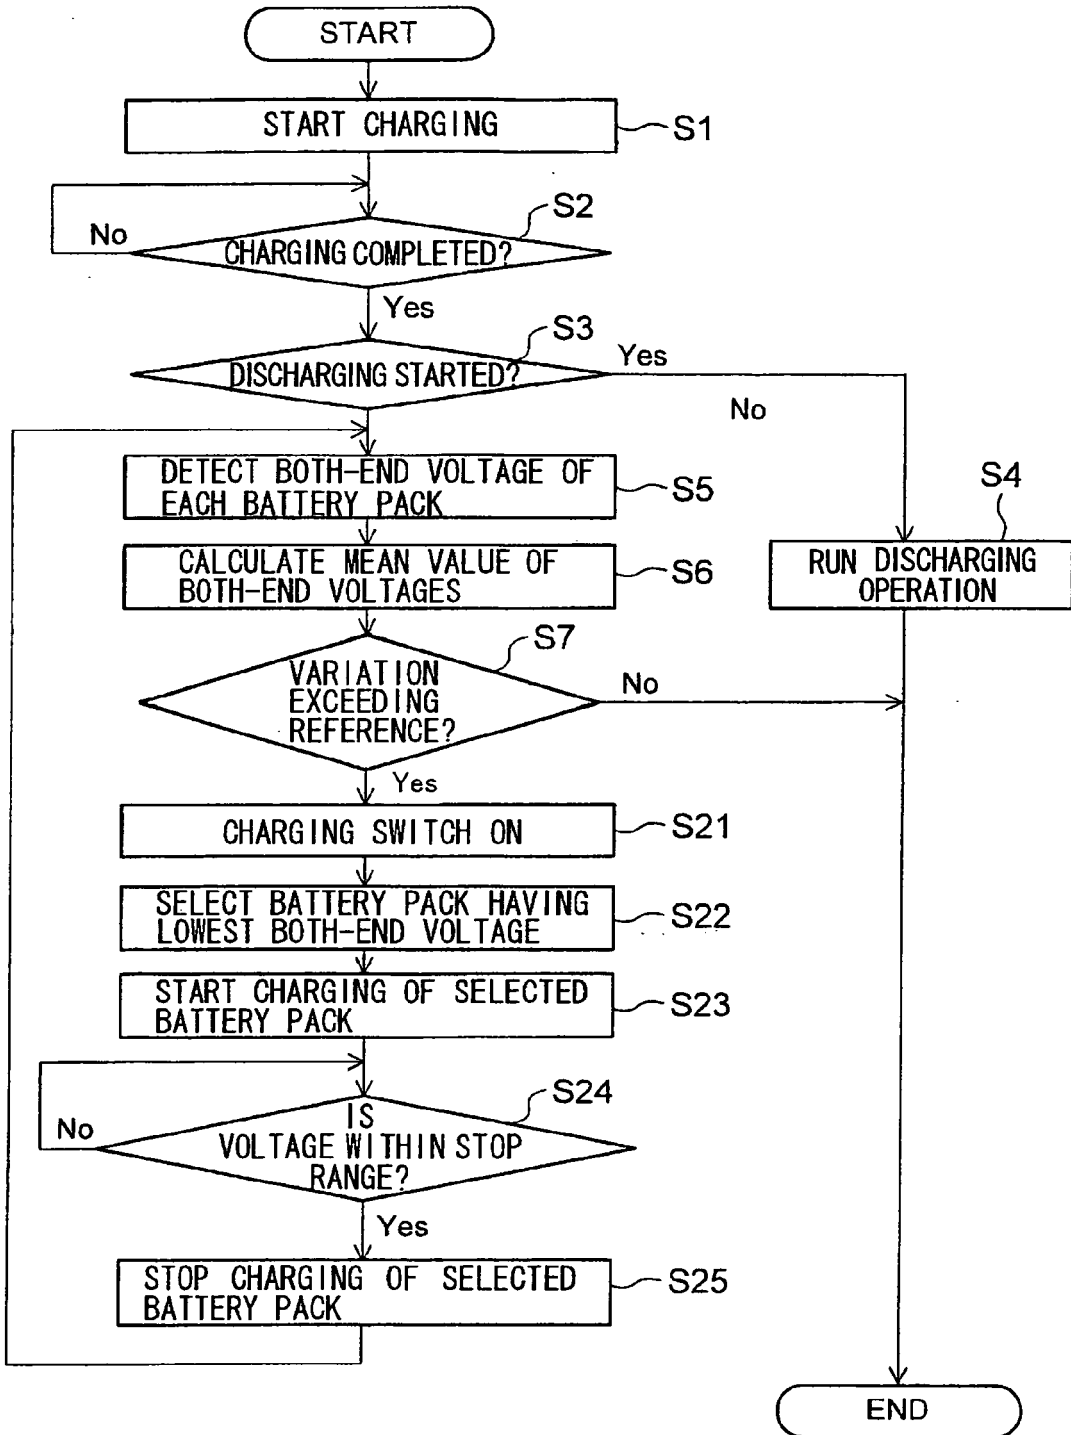 START
START CHARGING
S1
S2
No
CHARGING COMPLETED?
Yes
S3
DISCHARGING STARTED?
Yes
No
DETECT BOTH-END VOLTAGE OF
EACH BATTERY PACK
S5
S4
CALCULATE MEAN VALUE OF
BOTH-END VOLTAGES
S6
RUN DISCHARGING
OPERATION
S7
VARIATION
EXCEEDING
REFERENCE?
No
Yes
CHARGING SWITCH ON
S21
SELECT BATTERY PACK HAVING
LOWEST BOTH-END VOLTAGE
S22
START CHARGING OF SELECTED
BATTERY PACK
S23
S24
No
IS
VOLTAGE WITHIN STOP
RANGE?
Yes
STOP CHARGING OF SELECTED
BATTERY PACK
S25
END